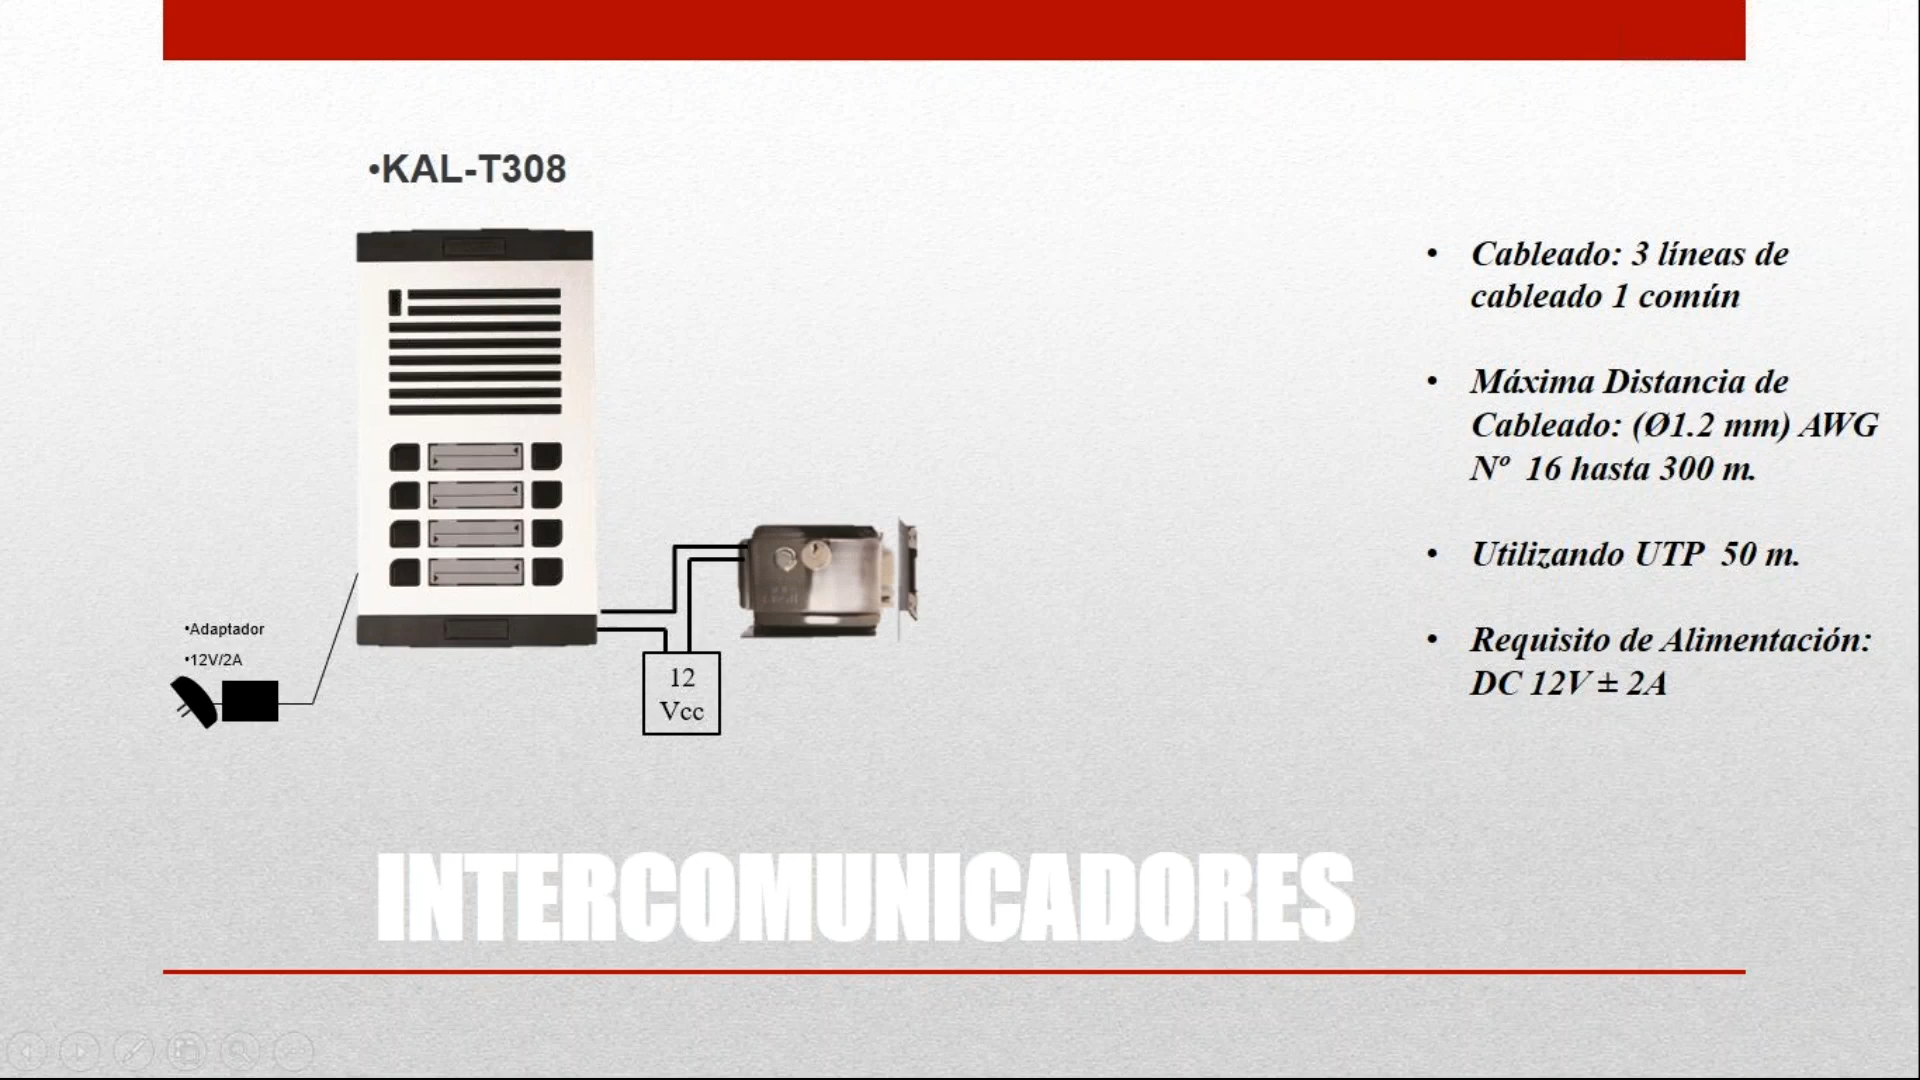 •KAL-T308
• Cableado: 3 líneas de
cableado 1 común
• Máxima Distancia de
Cableado: (Ø1.2 mm) AWG
Nº 16 hasta 300 m.
• Utilizando UTP 50 m.
• Requisito de Alimentación:
DC 12V ± 2A
•Adaptador
•12V/2A
12
Vcc
INTERCOMUNICADORES